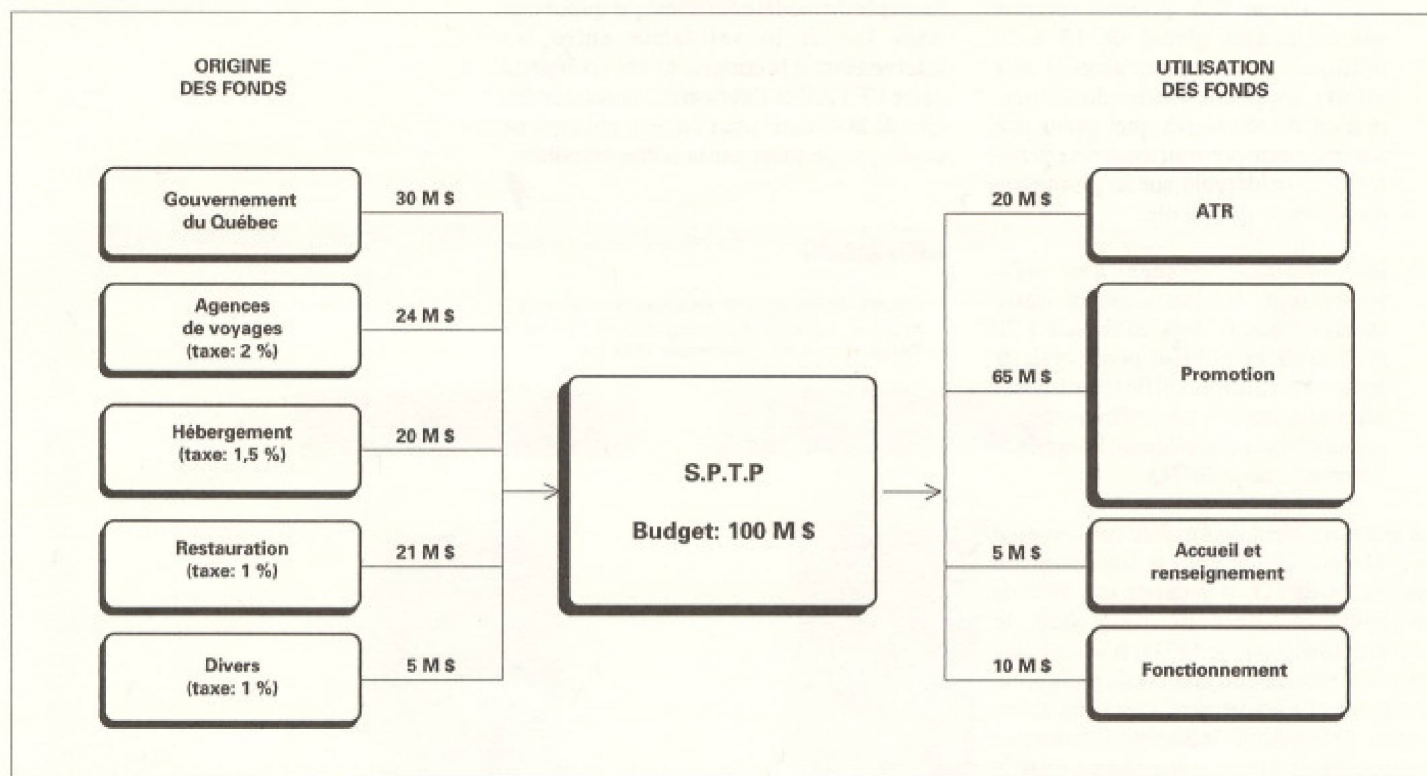 ORIGINE
DES FONDS
Gouvernement
du Québec
30 M $
Agences
de voyages
(taxe: 2 %)
24 M $
Hébergement
(taxe: 1,5 %)
20 M $
Restauration
(taxe: 1 %)
21 M $
Divers
(taxe: 1 %)
5 M $
S.P.T.P
Budget: 100 M $
UTILISATION
DES FONDS
20 M $
ATR
65 M $
Promotion
5 M $
Accueil et
renseignement
10 M $
Fonctionnement